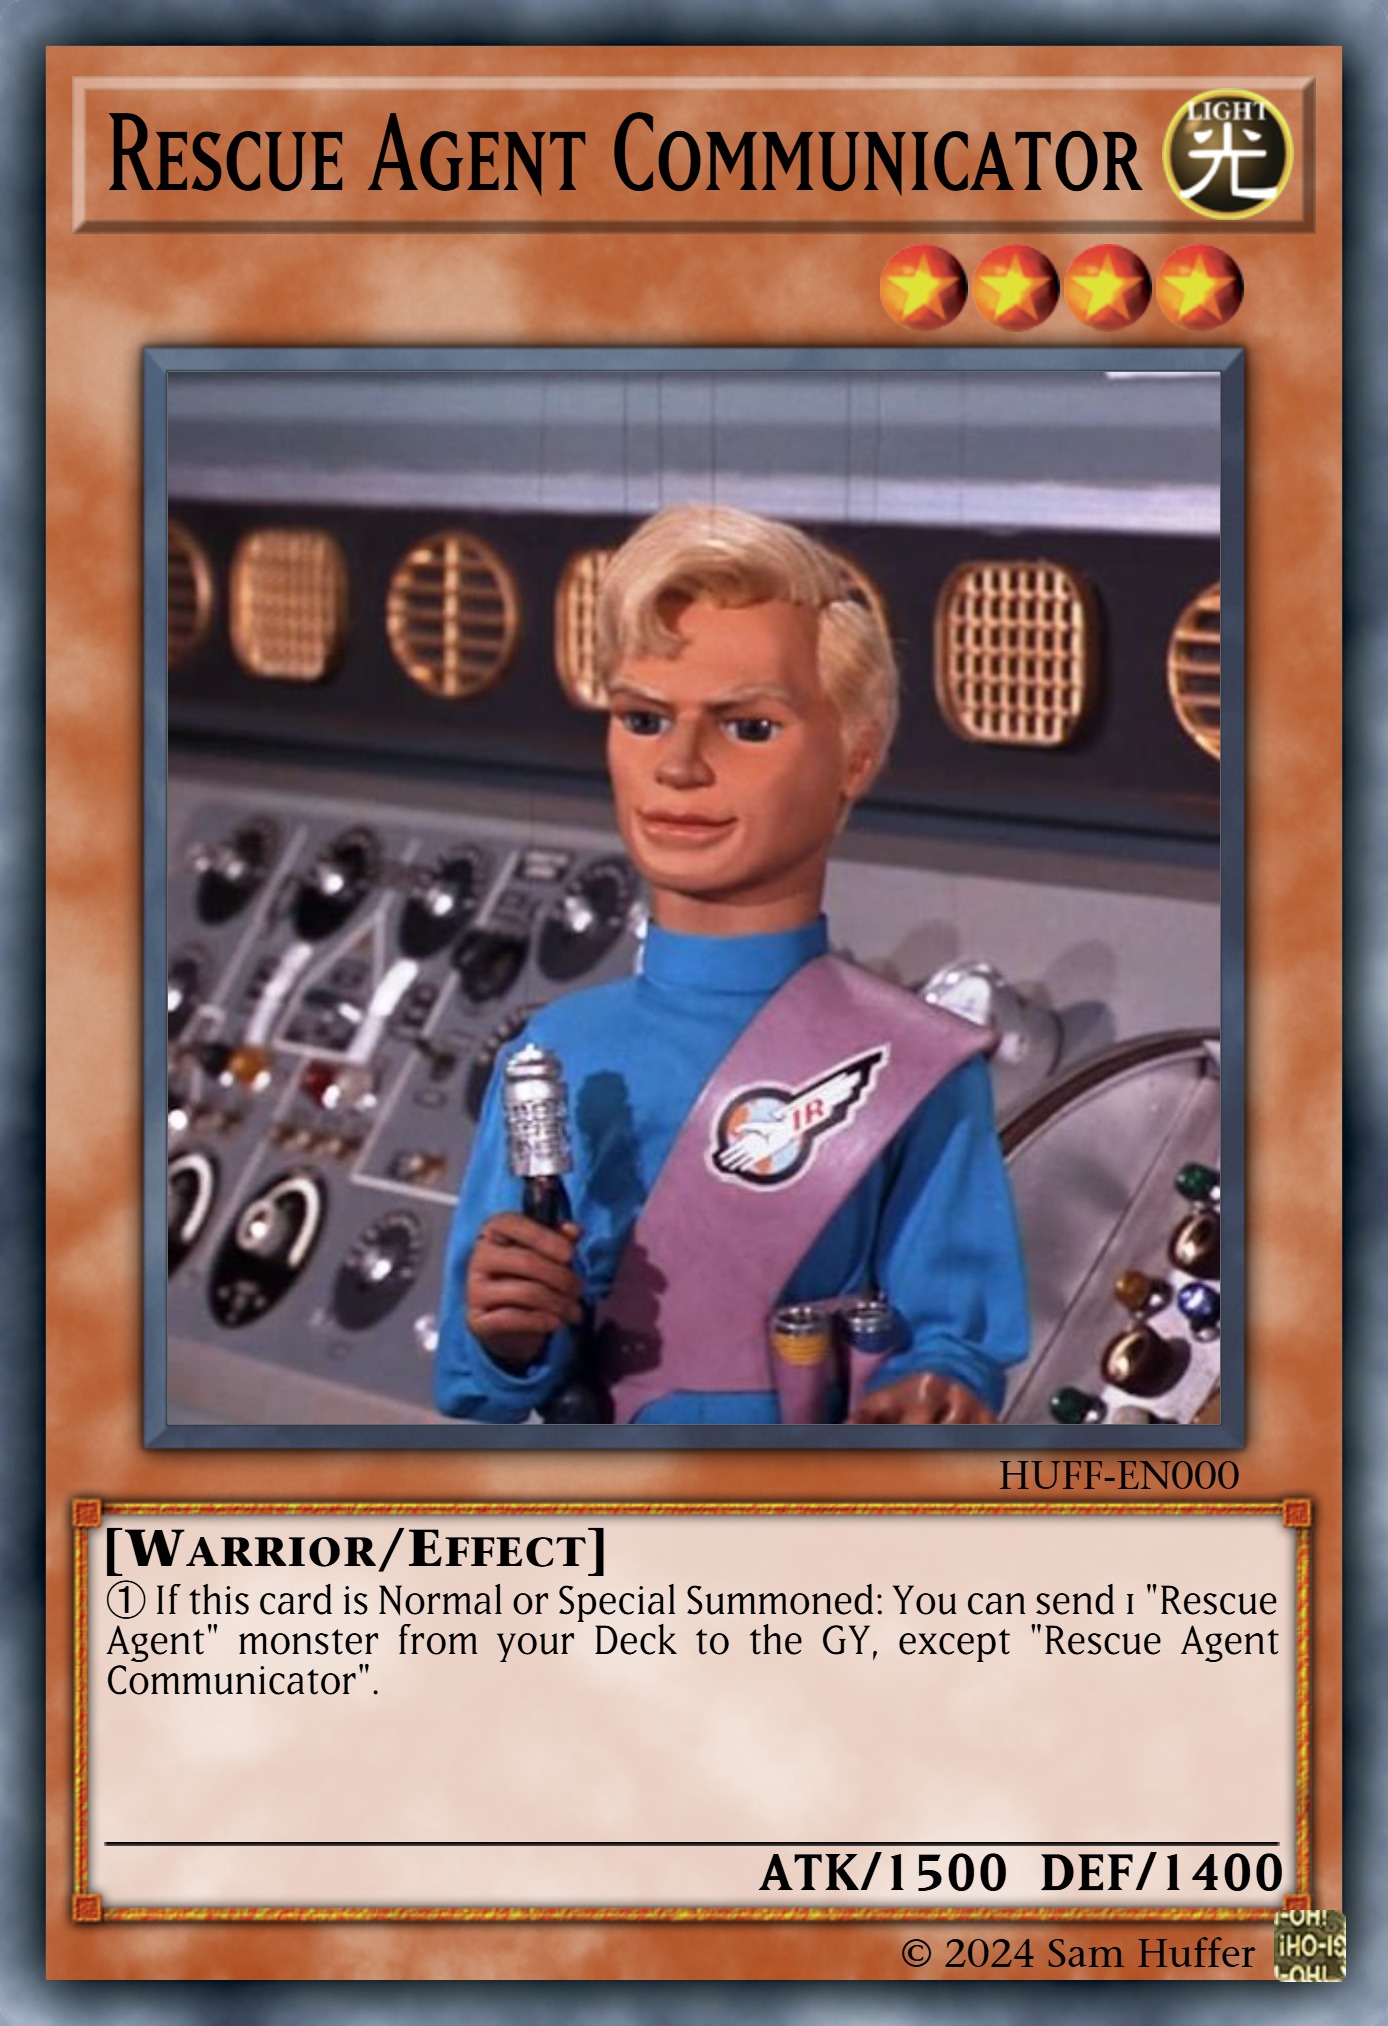 Rescue Agent Communicator
LIGHT
光
IR
HUFF-EN000
[Warrior/Effect]
① If this card is Normal or Special Summoned: You can send 1 "Rescue
Agent" monster from your Deck to the GY, except "Rescue Agent
Communicator".
ATK/1500 DEF/1400
© 2024 Sam Huffer